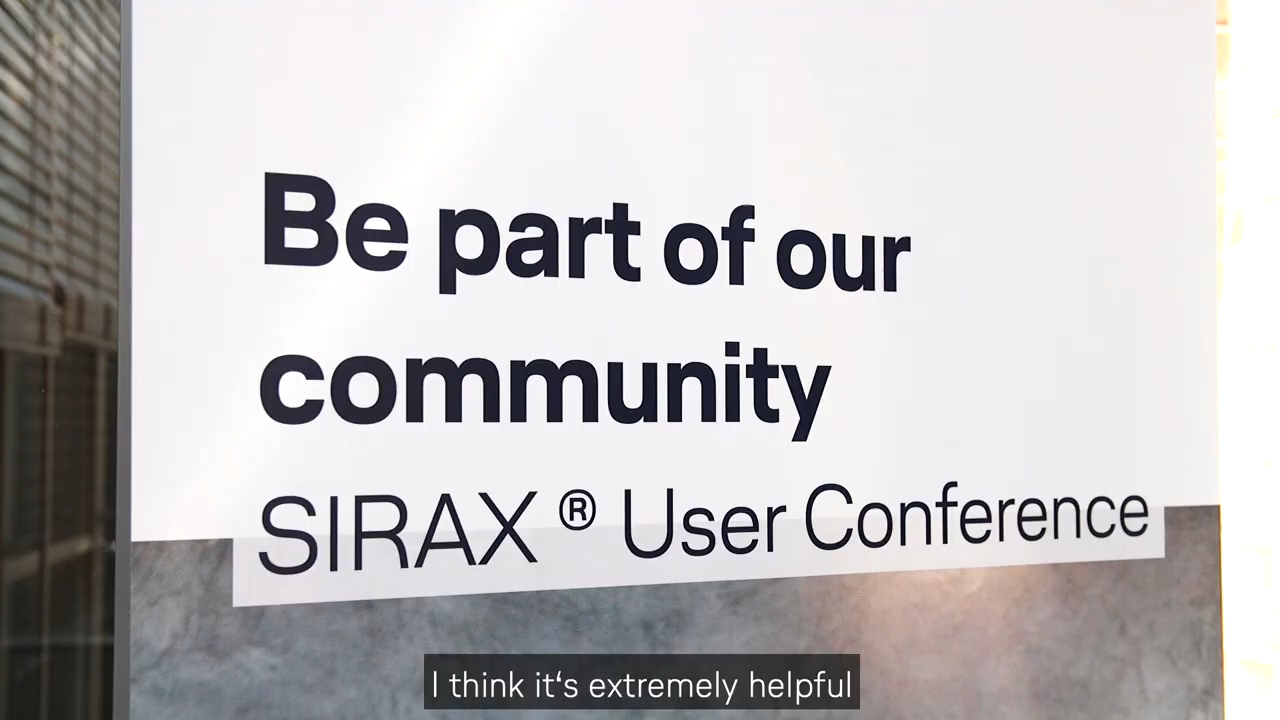 Be part of our
community
SIRAX ® User Conference
I think it‘s extremely helpful